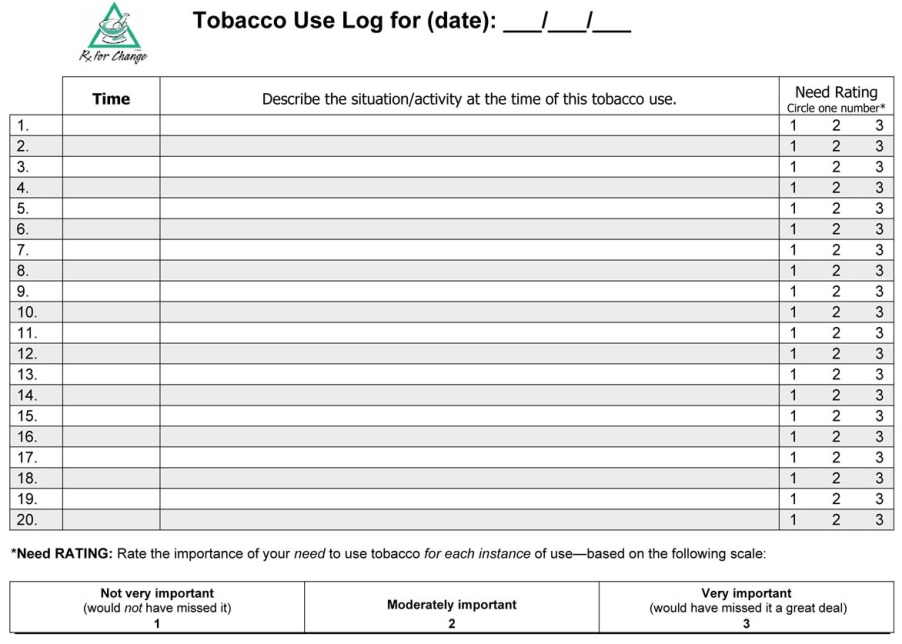 Tobacco Use Log for (date): ___/___/___
Rx for Change
Time Describe the situation/activity at the time of this tobacco use. Need Rating
Circle one number*
1. 1 2 3
2. 1 2 3
3. 1 2 3
4. 1 2 3
5. 1 2 3
6. 1 2 3
7. 1 2 3
8. 1 2 3
9. 1 2 3
10. 1 2 3
11. 1 2 3
12. 1 2 3
13. 1 2 3
14. 1 2 3
15. 1 2 3
16. 1 2 3
17. 1 2 3
18. 1 2 3
19. 1 2 3
20. 1 2 3
*Need RATING: Rate the importance of your need to use tobacco for each instance of use—based on the following scale:
Not very important
(would not have missed it)
1
Moderately important
2
Very important
(would have missed it a great deal)
3